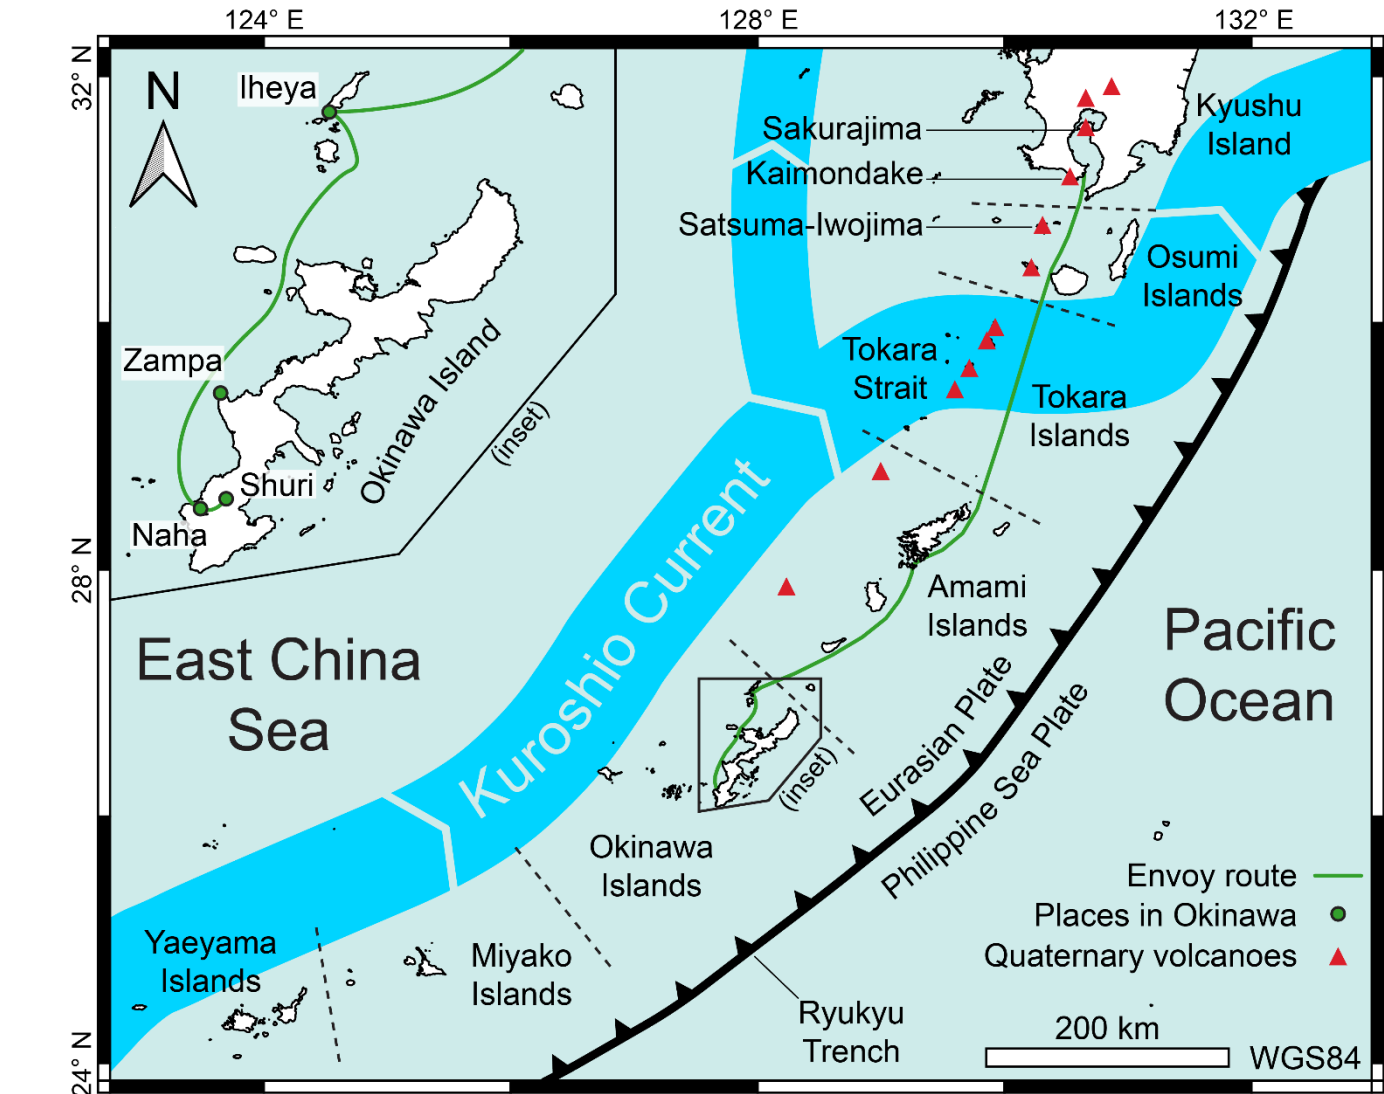 124° E
128° E
132° E
32° N
28° N
24° N
N
Iheya
Zampa
Shuri
Naha
Okinawa Island
(inset)
Sakurajima
Kaimondake
Satsuma-Iwojima
Kyushu
Island
Osumi
Islands
Tokara
Strait
Tokara
Islands
Kuroshio Current
Amami
Islands
East China
Sea
Pacific
Ocean
(inset)
Eurasian Plate
Philippine Sea Plate
Okinawa
Islands
Miyako
Islands
Yaeyama
Islands
Ryukyu
Trench
Envoy route
Places in Okinawa
Quaternary volcanoes
200 km
WGS84